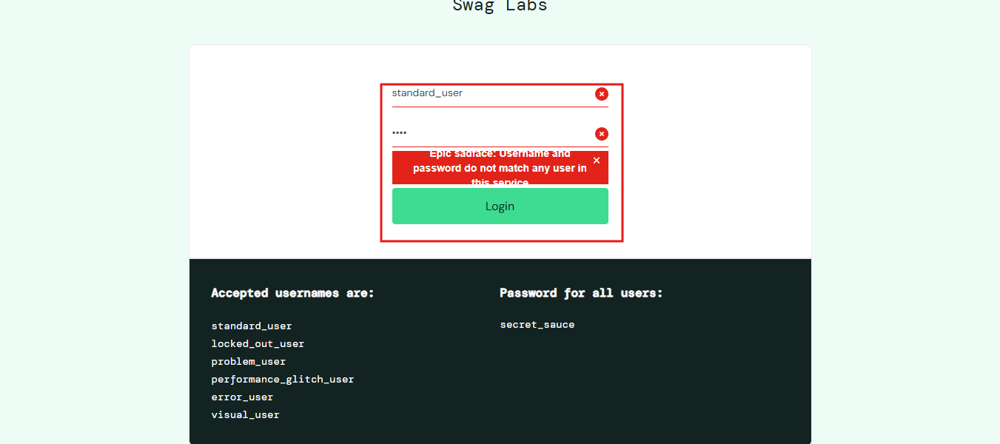 Swag Labs
standard_user
••••
Epic sadface: Username and
password do not match any user in
this service
Login
Accepted usernames are:
Password for all users:
standard_user
locked_out_user
problem_user
performance_glitch_user
error_user
visual_user
secret_sauce